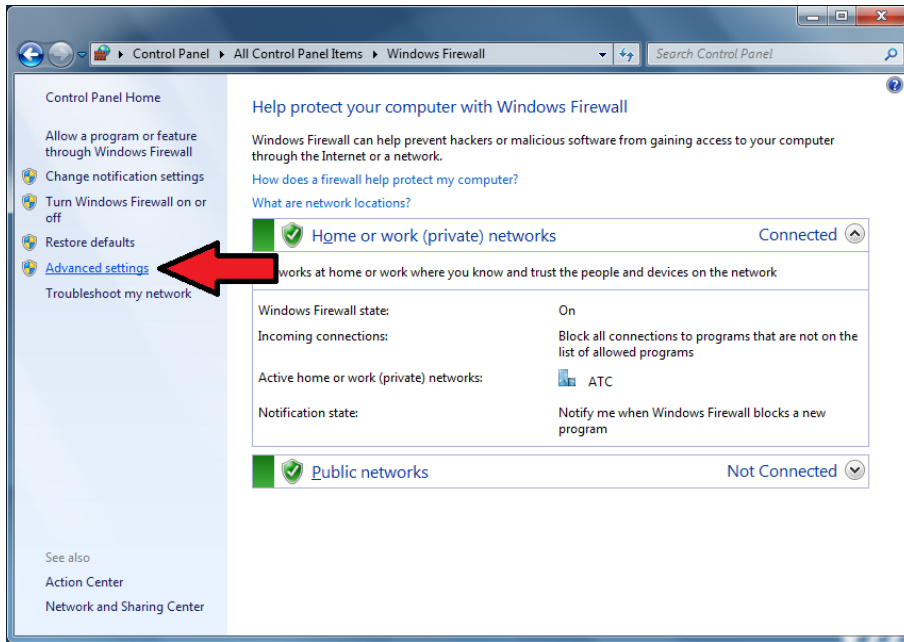 Control Panel ▸ All Control Panel Items ▸ Windows Firewall
Search Control Panel
Control Panel Home
Allow a program or feature
through Windows Firewall
Change notification settings
Turn Windows Firewall on or
off
Restore defaults
Advanced settings
Troubleshoot my network
See also
Action Center
Network and Sharing Center
Help protect your computer with Windows Firewall
Windows Firewall can help prevent hackers or malicious software from gaining access to your computer
through the Internet or a network.
How does a firewall help protect my computer?
What are network locations?
Home or work (private) networks Connected
works at home or work where you know and trust the people and devices on the network
Windows Firewall state: On
Incoming connections: Block all connections to programs that are not on the
list of allowed programs
Active home or work (private) networks: ATC
Notification state: Notify me when Windows Firewall blocks a new
program
Public networks Not Connected